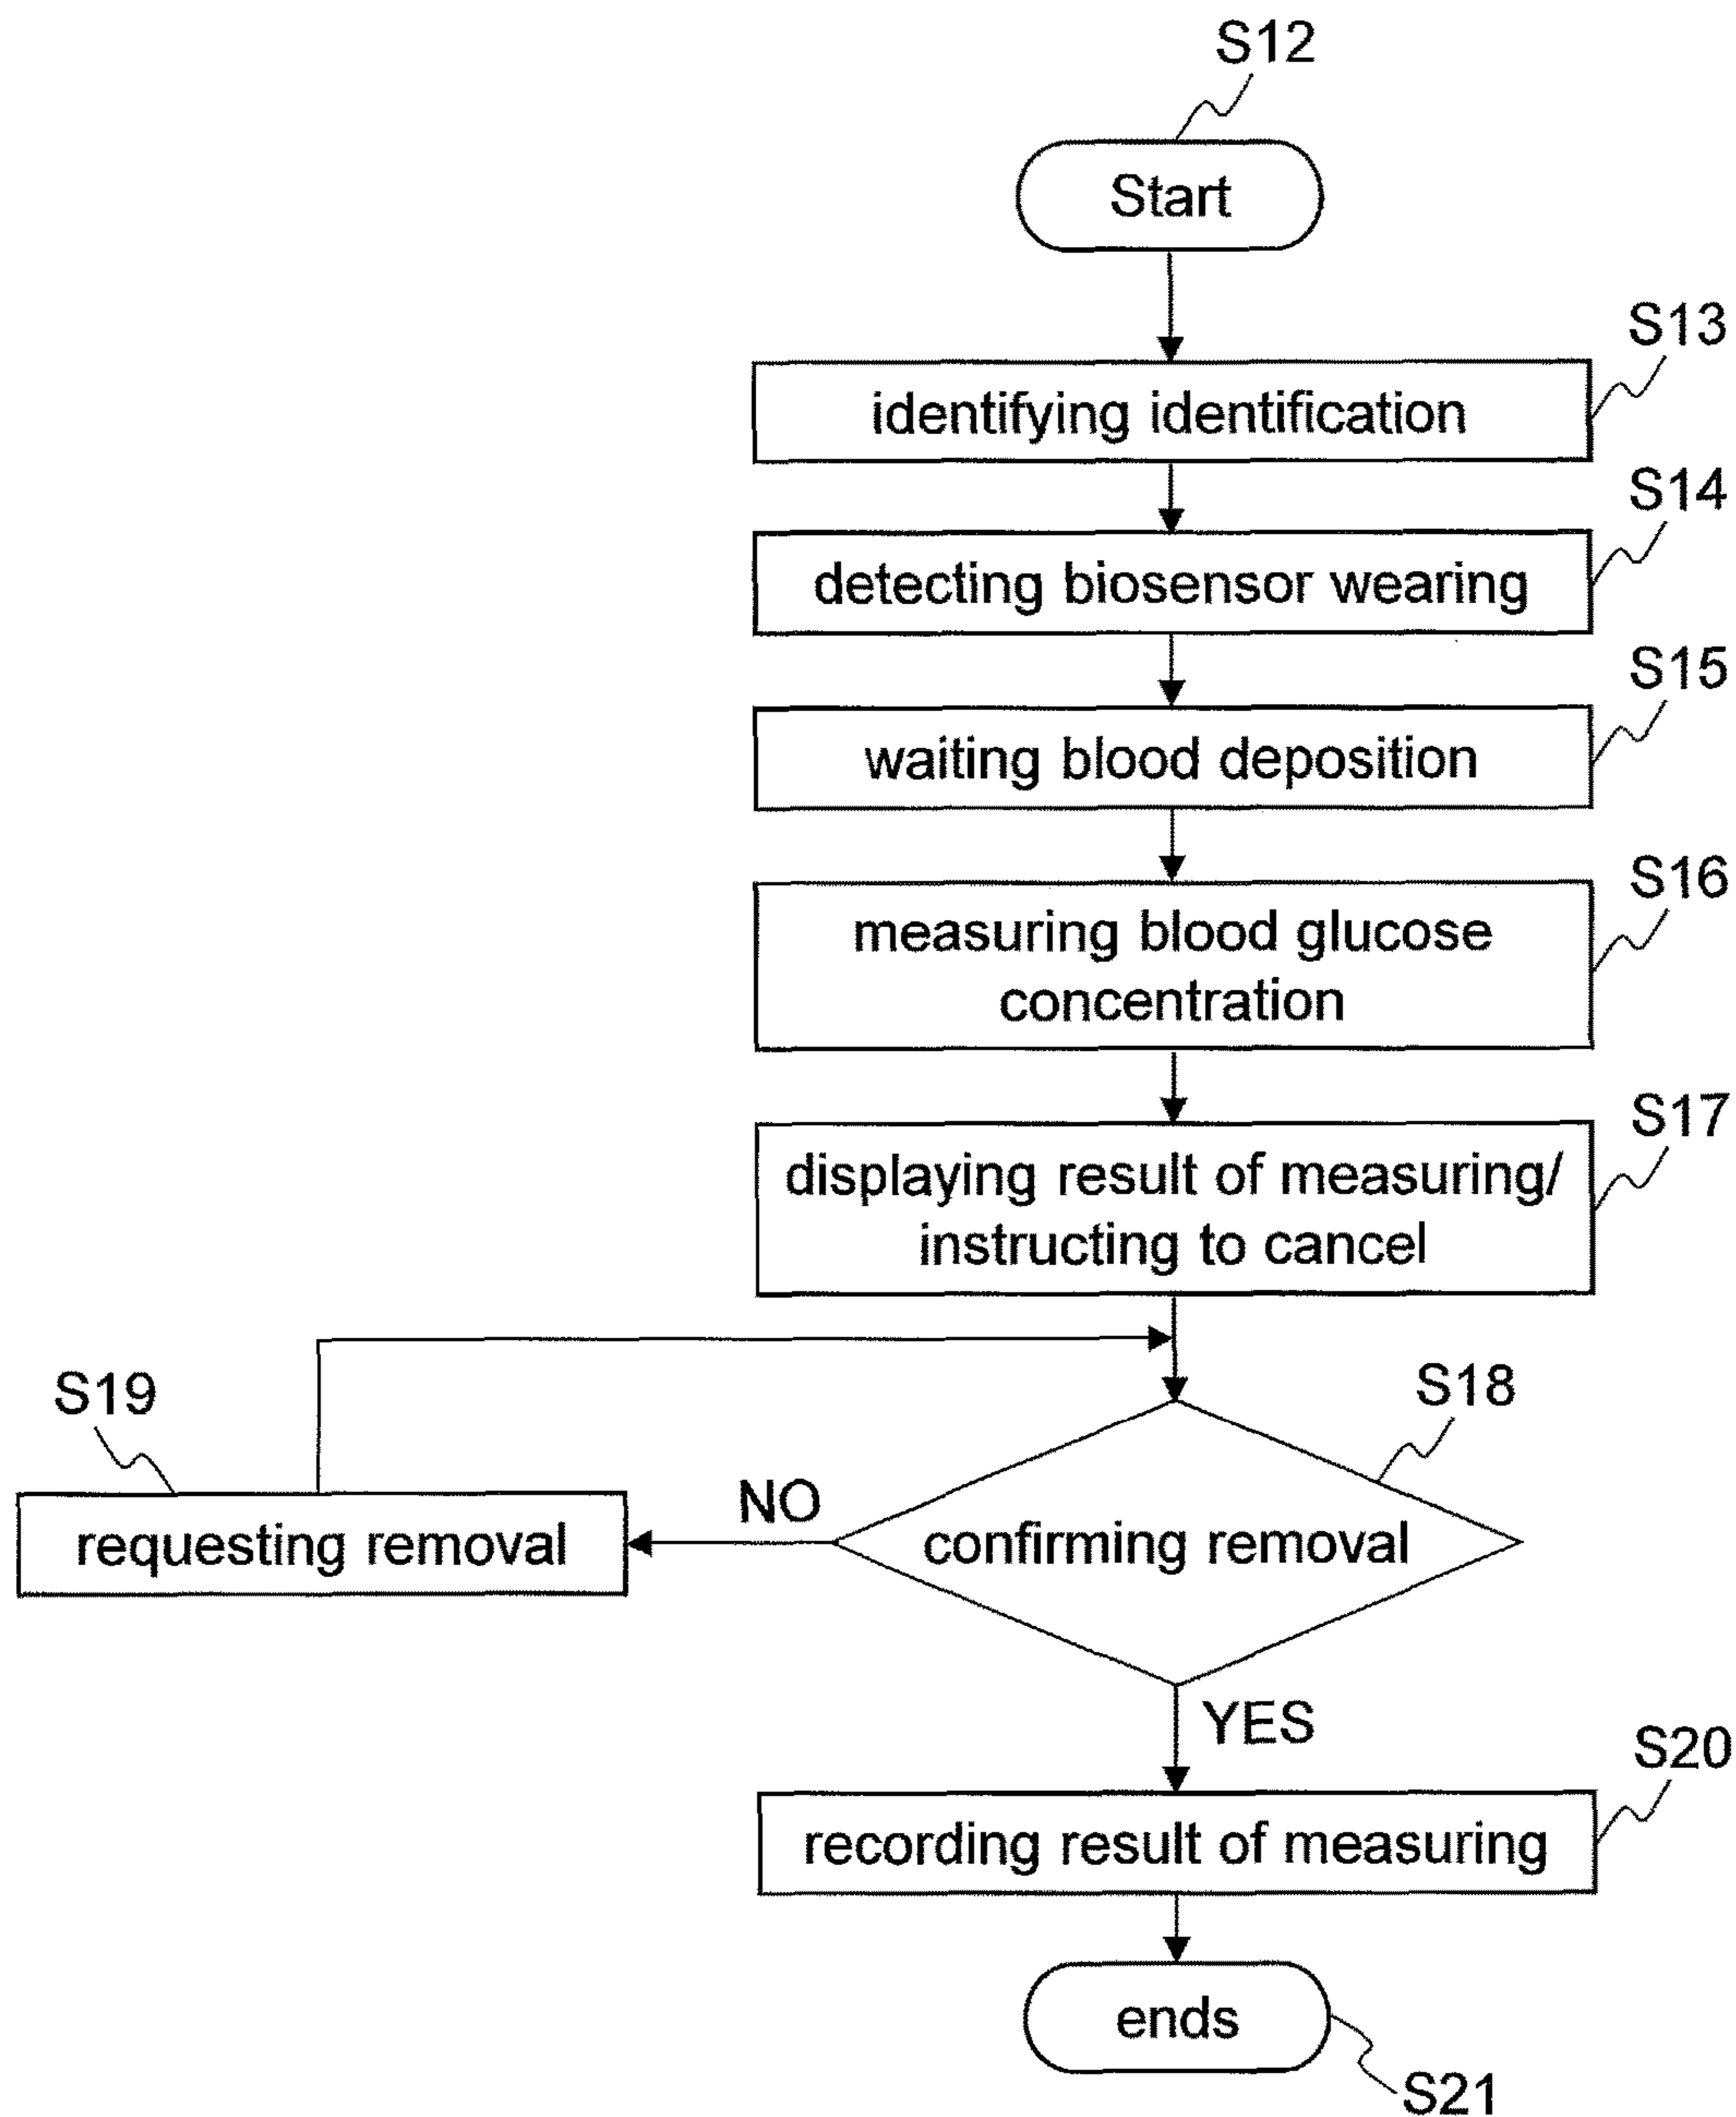 S12
Start
S13
identifying identification
S14
detecting biosensor wearing
S15
waiting blood deposition
S16
measuring blood glucose
concentration
S17
displaying result of measuring/
instructing to cancel
S19
S18
requesting removal
NO
confirming removal
YES
S20
recording result of measuring
ends
S21